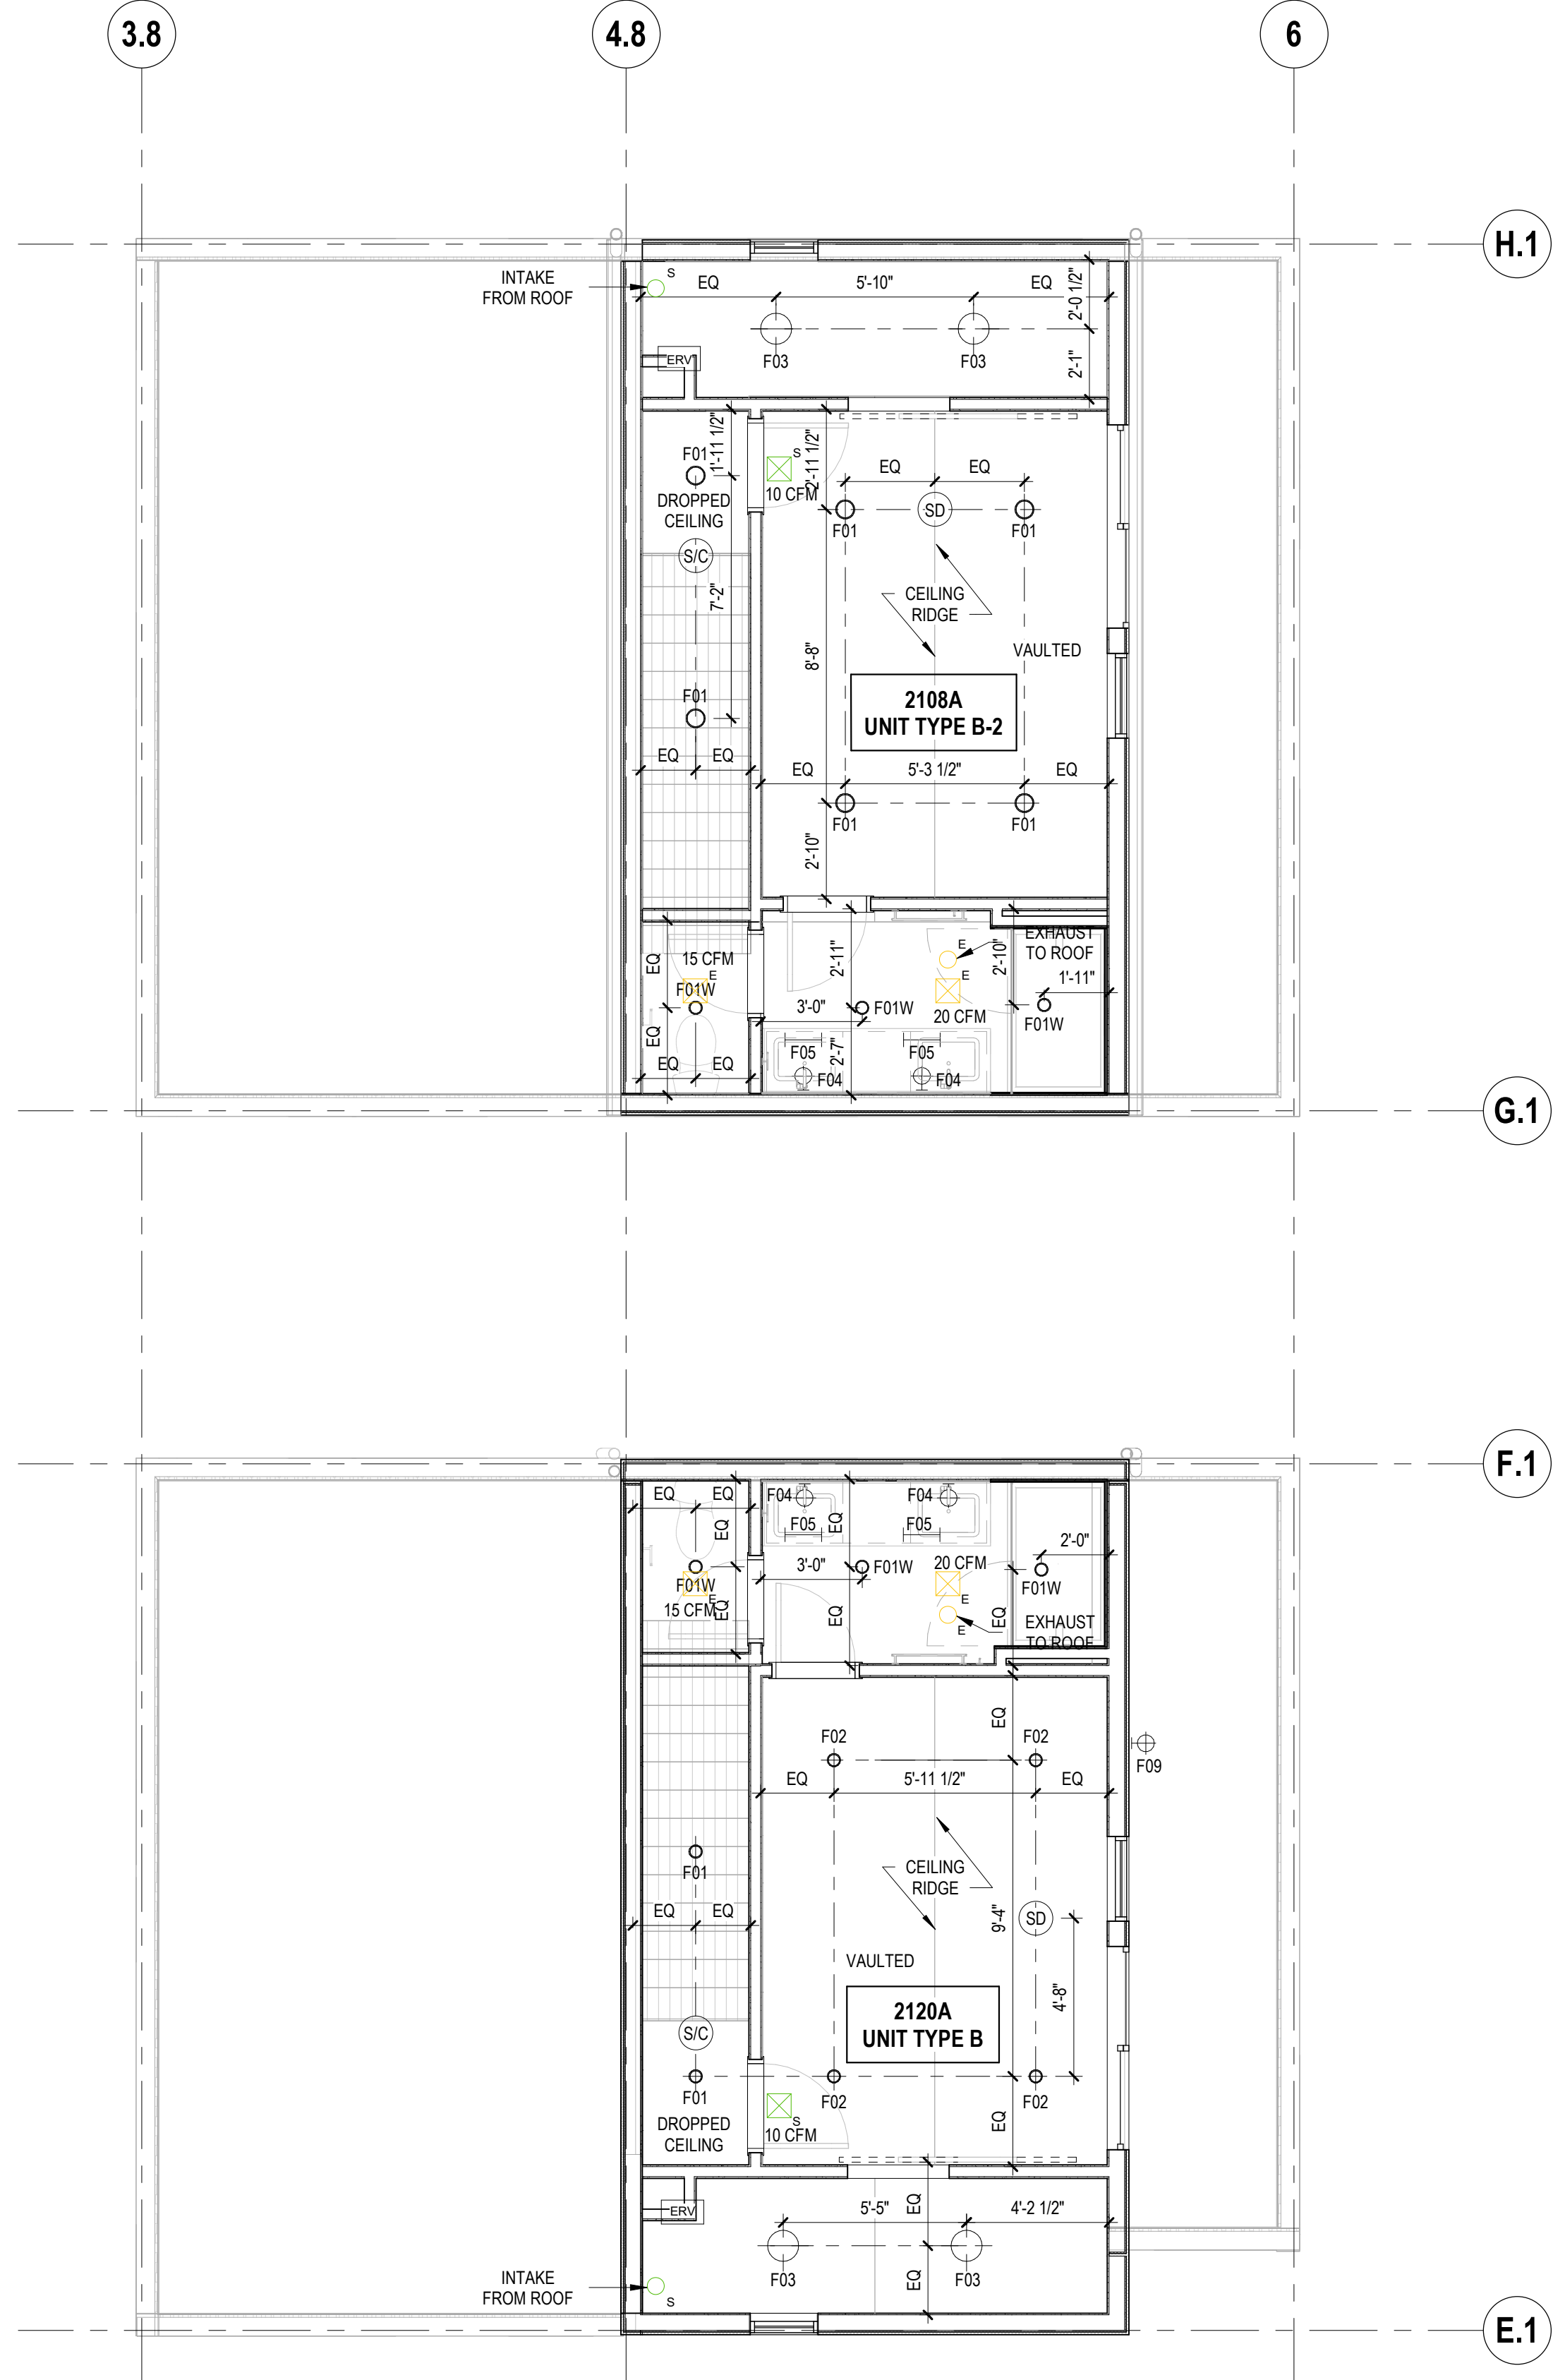 3.8
4.8
6
H.1
INTAKE
FROM ROOF
S
EQ
5'-10"
EQ
2'-0 1/2"
F03
F03
2'-1"
ERV
1'-11 1/2"
2'-11 1/2"
F01
S
10 CFM
EQ
EQ
DROPPED
CEILING
SD
F01
F01
S/C
7'-2"
CEILING
RIDGE
8'-8"
VAULTED
F01
2108A
UNIT TYPE B-2
EQ
EQ
EQ
5'-3 1/2"
EQ
F01
F01
2'-10"
EXHAUST
TO ROOF
15 CFM
E
EQ
2'-11"
E
E
2'-10"
1'-11"
F01W
3'-0"
F01W
20 CFM
F01W
EQ
F05
2'-7"
F05
EQ
EQ
F04
F04
G.1
F.1
EQ
EQ
F04
F04
EQ
F05
EQ
F05
2'-0"
3'-0"
F01W
20 CFM
F01W
F01W
E
15 CFM
EQ
EQ
E
E
EQ
EXHAUST
TO ROOF
EQ
F02
F02
F09
EQ
5'-11 1/2"
EQ
F01
CEILING
RIDGE
EQ
EQ
9'-4"
SD
VAULTED
4'-8"
2120A
UNIT TYPE B
S/C
F01
F02
F02
DROPPED
CEILING
S
10 CFM
EQ
ERV
5'-5"
EQ
4'-2 1/2"
F03
F03
EQ
INTAKE
FROM ROOF
S
E.1